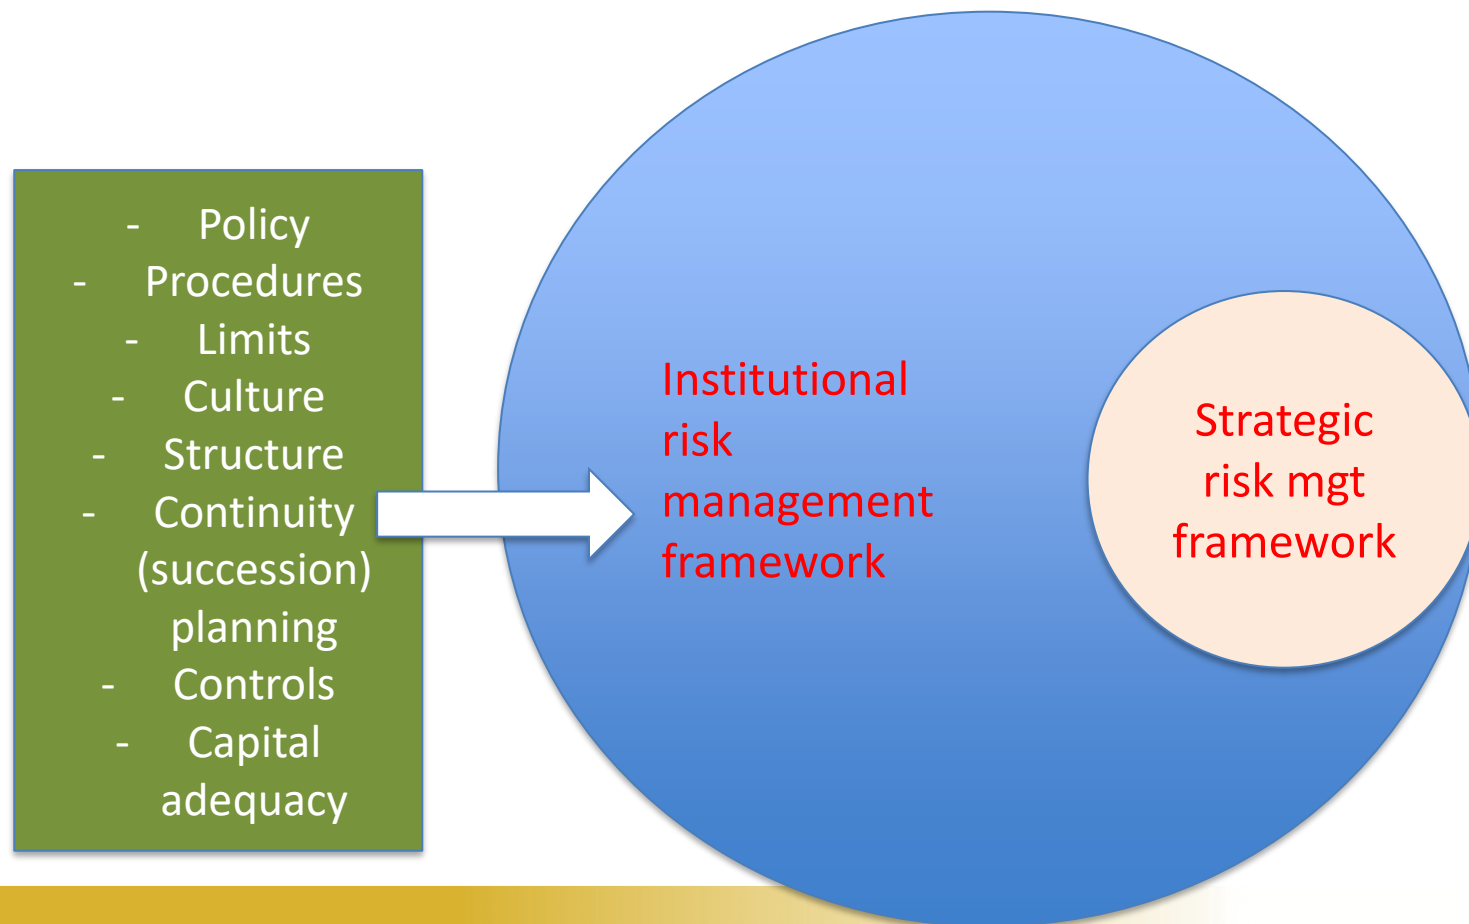 - Policy
- Procedures
- Limits
- Culture
- Structure
- Continuity
(succession)
planning
- Controls
- Capital
adequacy
Institutional
risk
management
framework
Strategic
risk mgt
framework